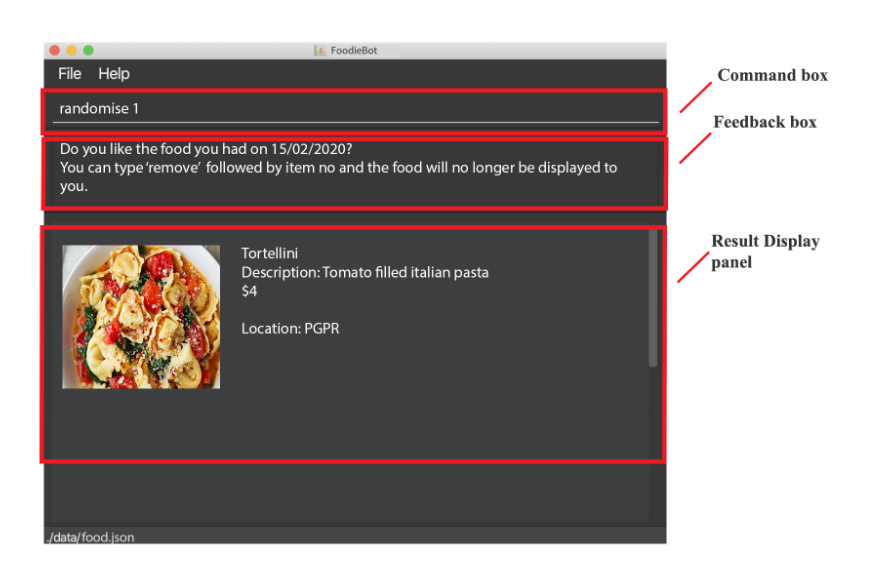 FoodieBot
File Help
Command box
randomise 1
Feedback box
Do you like the food you had on 15/02/2020?
You can type ‘remove’ followed by item no and the food will no longer be displayed to
you.
Result Display
panel
Tortellini
Description: Tomato filled italian pasta
$4
Location: PGPR
./data/food.json